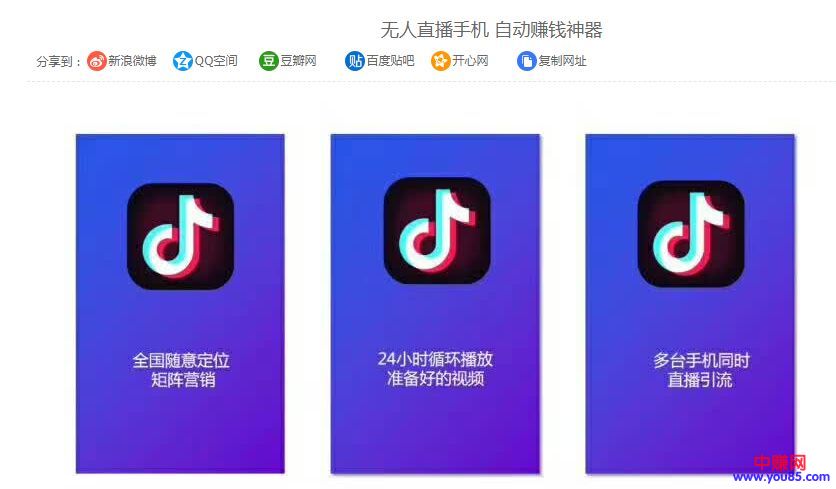 无人直播手机 自动赚钱神器
分享到： 新浪微博 QQ空间 豆瓣网 百度贴吧 开心网 复制网址
豆 贴
全国随意定位
矩阵营销
24小时循环播放
准备好的视频
多台手机同时
直播引流
中赚网
www.you85.com